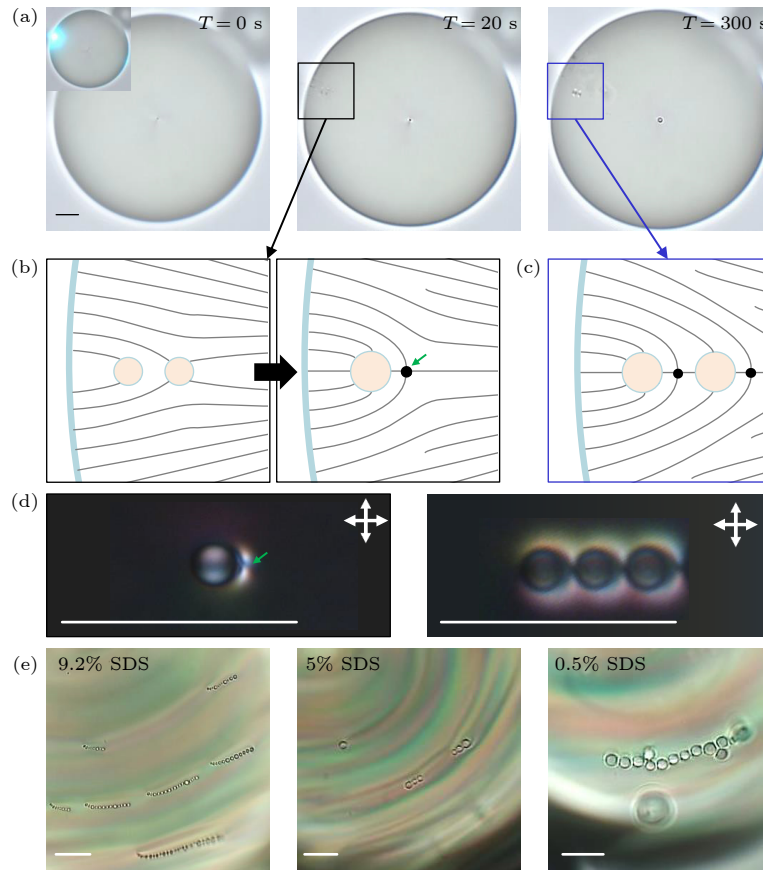 (a)
T = 0 s
T = 20 s
T = 300 s
(b)
(c)
(d)
(e)
9.2% SDS
5% SDS
0.5% SDS